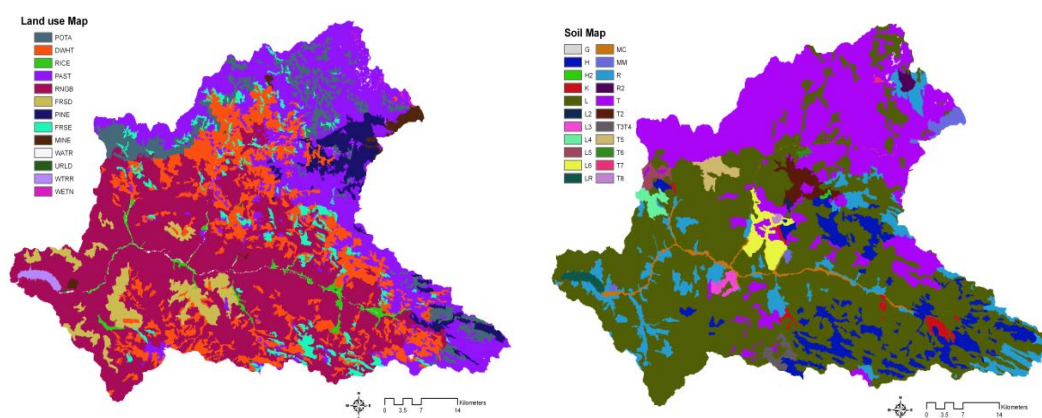 Land use Map
POTA
DWHT
RICE
PAST
RNGB
FRSD
PINE
FRSE
MINE
WATR
URLD
WTRR
WETN
Kilometers
0 3.5 7 14
Soil Map
G MC
H MM
H2 R
K R2
L T
L2 T2
L3 T3T4
L4 T5
L5 T6
L6 T7
LR T8
Kilometers
0 3.5 7 14